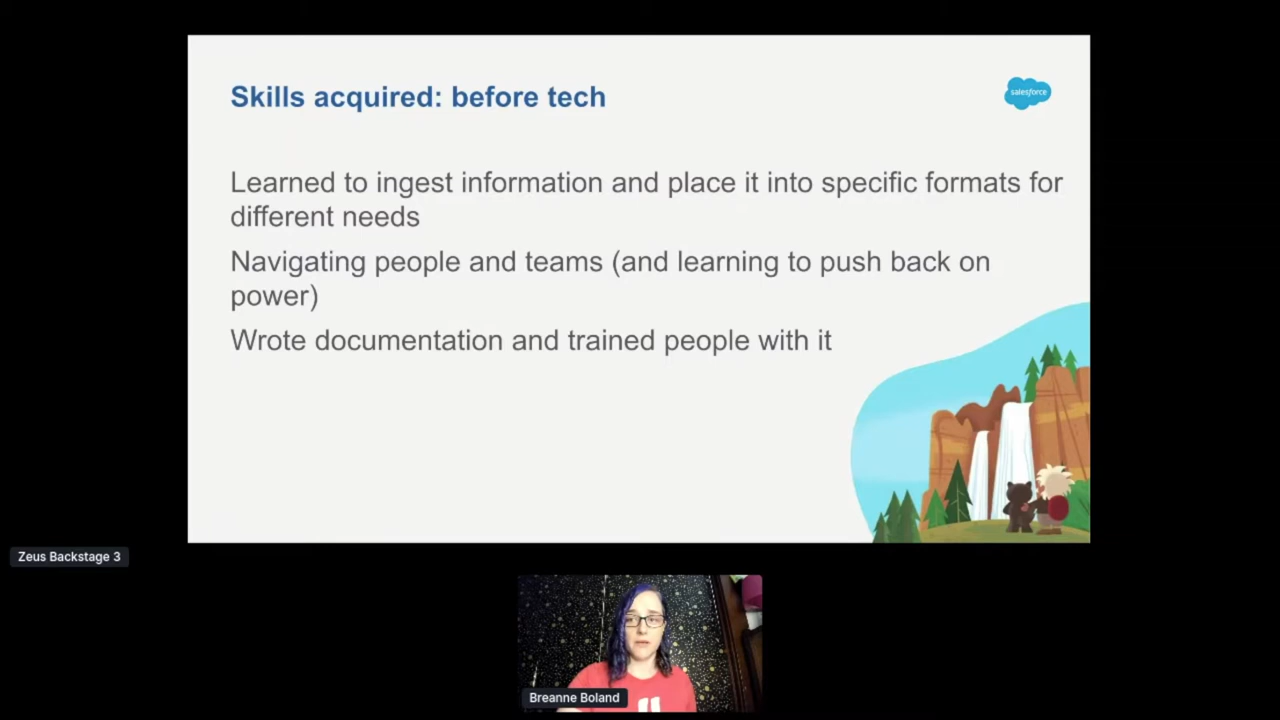 Skills acquired: before tech
salesforce
Learned to ingest information and place it into specific formats for
different needs
Navigating people and teams (and learning to push back on
power)
Wrote documentation and trained people with it
Zeus Backstage 3
Breanne Boland